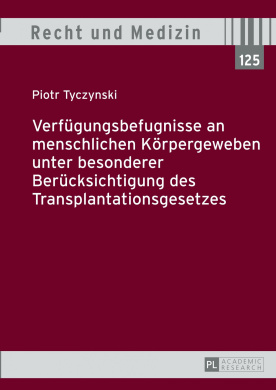 Recht und Medizin
125
Piotr Tyczynski
Verfügungsbefugnisse an
menschlichen Körpergeweben
unter besonderer
Berücksichtigung des
Transplantationsgesetzes
PL ACADEMIC
RESEARCH